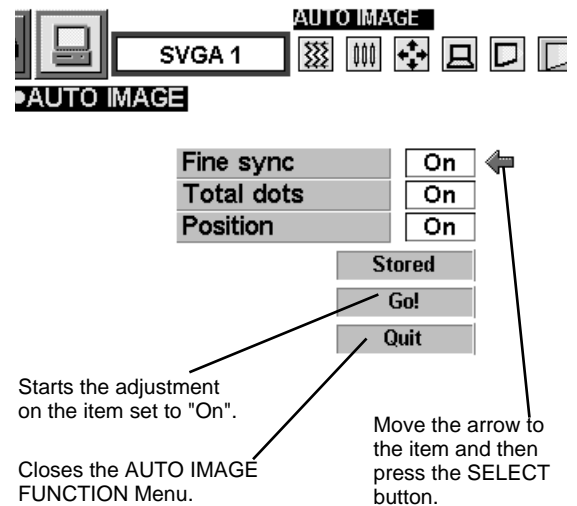 AUTO IMAGE
SVGA 1
●AUTO IMAGE
Fine sync On
Total dots On
Position On
Stored
Go!
Quit
Starts the adjustment
on the item set to "On".
Closes the AUTO IMAGE
FUNCTION Menu.
Move the arrow to
the item and then
press the SELECT
button.